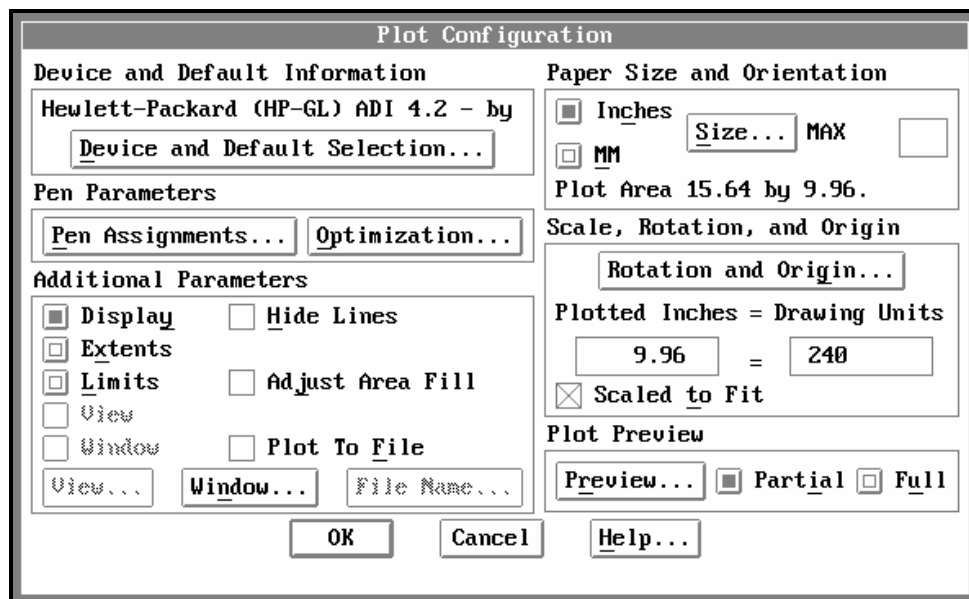 Plot Configuration
Device and Default Information
Hewlett-Packard (HP-GL) ADI 4.2 - by
Device and Default Selection...
Pen Parameters
Pen Assignments...
Optimization...
Additional Parameters
Display
Hide Lines
Extents
Limits
Adjust Area Fill
View
Window
Plot To File
View...
Window...
File Name...
Paper Size and Orientation
Inches
Size...
MAX
MM
Plot Area 15.64 by 9.96.
Scale, Rotation, and Origin
Rotation and Origin...
Plotted Inches = Drawing Units
9.96 = 240
Scaled to Fit
Plot Preview
Preview...
Partial
Full
OK
Cancel
Help...